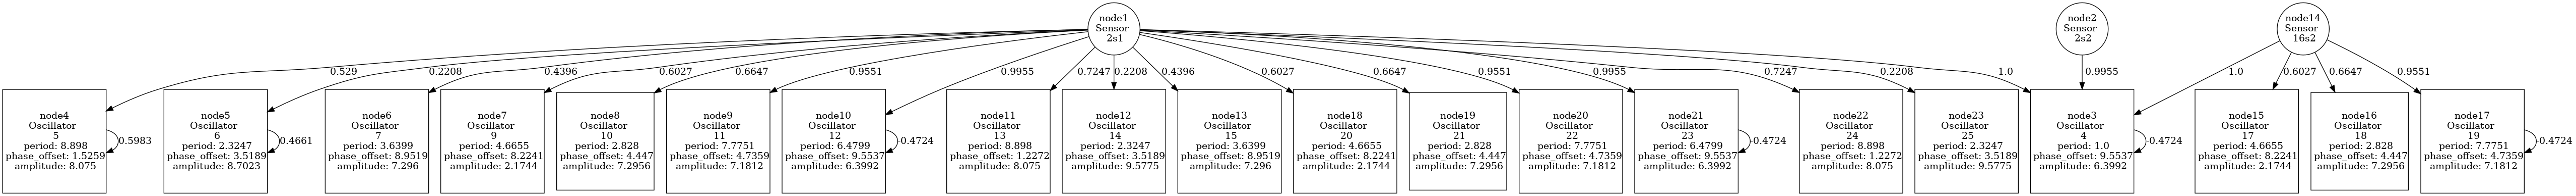 node1
Sensor
2s1
node2
Sensor
2s2
node14
Sensor
16s2
0.529
0.2208
0.4396
0.6027
-0.6647
-0.9551
-0.9955
-0.7247
0.2208
0.4396
0.6027
-0.6647
-0.9551
-0.9955
-0.7247
0.2208
-1.0
-0.9955
-1.0
0.6027
-0.6647
-0.9551
node4
Oscillator
5
period: 8.898
phase_offset: 1.5259
amplitude: 8.075
0.5983
node5
Oscillator
6
period: 2.3247
phase_offset: 3.5189
amplitude: 8.7023
0.4661
node6
Oscillator
7
period: 3.6399
phase_offset: 8.9519
amplitude: 7.296
node7
Oscillator
9
period: 4.6655
phase_offset: 8.2241
amplitude: 2.1744
node8
Oscillator
10
period: 2.828
phase_offset: 4.447
amplitude: 7.2956
node9
Oscillator
11
period: 7.7751
phase_offset: 4.7359
amplitude: 7.1812
node10
Oscillator
12
period: 6.4799
phase_offset: 9.5537
amplitude: 6.3992
-0.4724
node11
Oscillator
13
period: 8.898
phase_offset: 1.2272
amplitude: 8.075
node12
Oscillator
14
period: 2.3247
phase_offset: 3.5189
amplitude: 9.5775
node13
Oscillator
15
period: 3.6399
phase_offset: 8.9519
amplitude: 7.296
node18
Oscillator
20
period: 4.6655
phase_offset: 8.2241
amplitude: 2.1744
node19
Oscillator
21
period: 2.828
phase_offset: 4.447
amplitude: 7.2956
node20
Oscillator
22
period: 7.7751
phase_offset: 4.7359
amplitude: 7.1812
node21
Oscillator
23
period: 6.4799
phase_offset: 9.5537
amplitude: 6.3992
-0.4724
node22
Oscillator
24
period: 8.898
phase_offset: 1.2272
amplitude: 8.075
node23
Oscillator
25
period: 2.3247
phase_offset: 3.5189
amplitude: 9.5775
node3
Oscillator
4
period: 1.0
phase_offset: 9.5537
amplitude: 6.3992
-0.4724
node15
Oscillator
17
period: 4.6655
phase_offset: 8.2241
amplitude: 2.1744
node16
Oscillator
18
period: 2.828
phase_offset: 4.447
amplitude: 7.2956
node17
Oscillator
19
period: 7.7751
phase_offset: 4.7359
amplitude: 7.1812
-0.4724